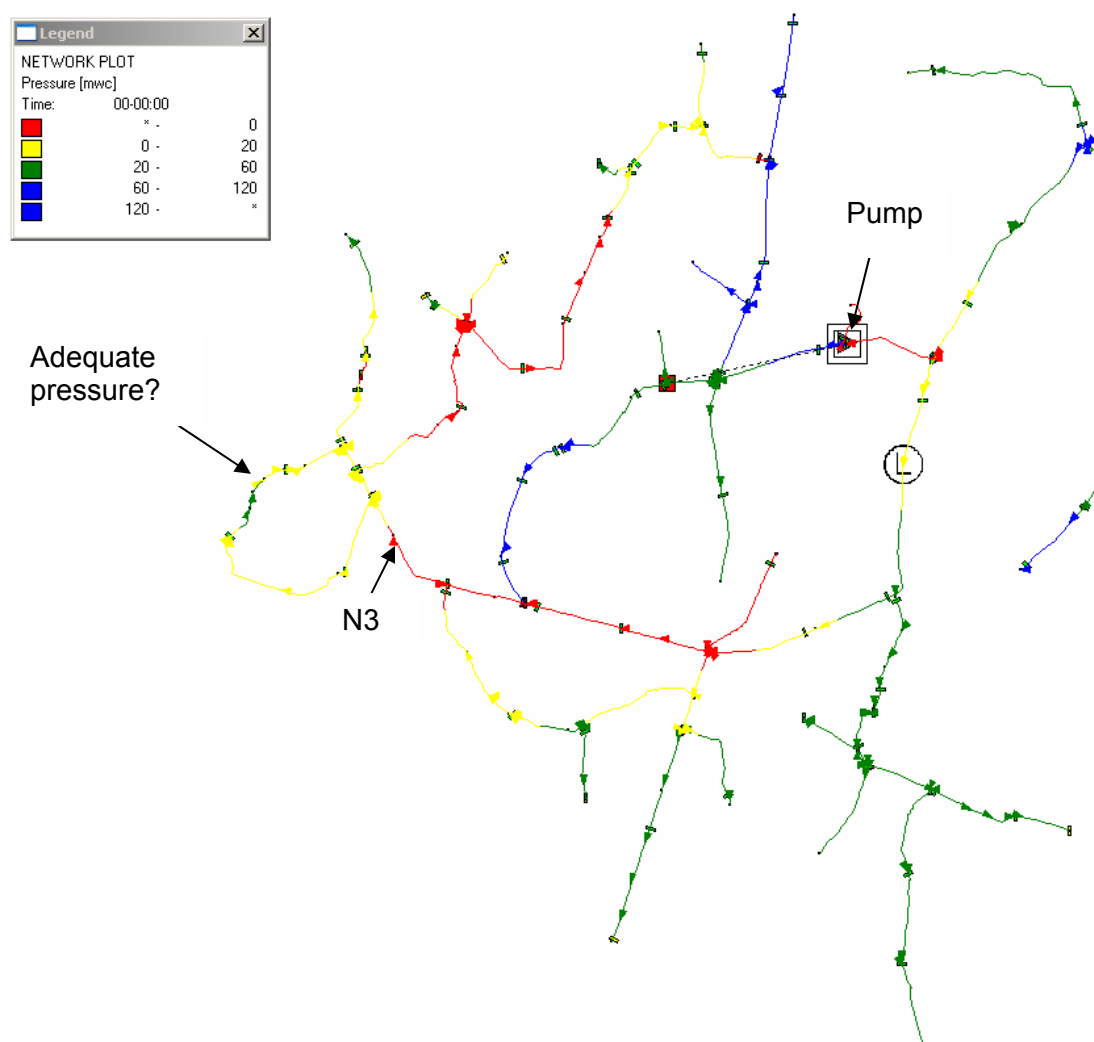 Legend
NETWORK PLOT
Pressure [mwc]
Time: 00-00:00
* - 0
0 - 20
20 - 60
60 - 120
120 - *
Pump
Adequate
pressure?
L
N3